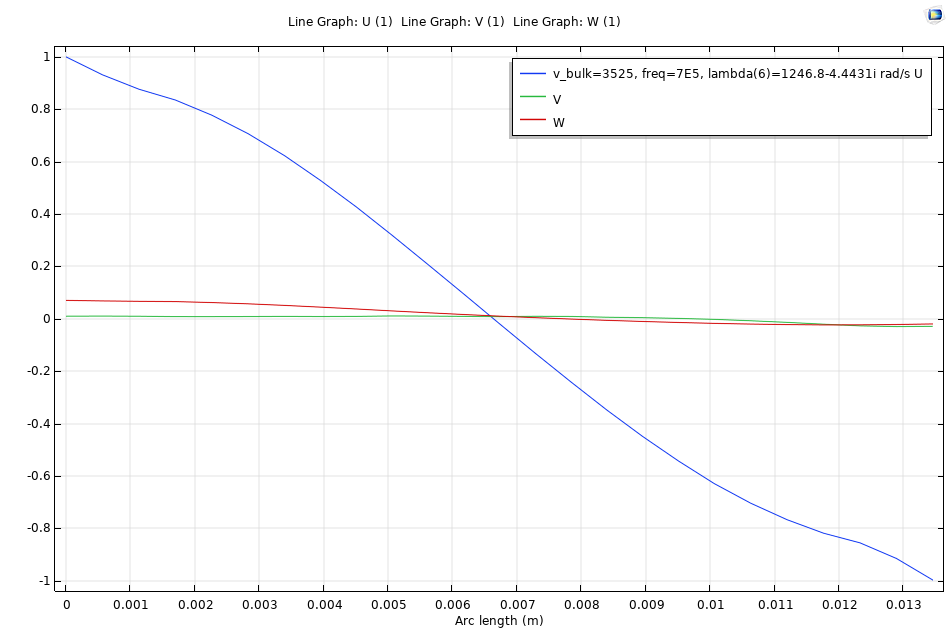 Line Graph: U (1)  Line Graph: V (1)  Line Graph: W (1)
v_bulk=3525, freq=7E5, lambda(6)=1246.8-4.4431i rad/s U
V
W
1
0.8
0.6
0.4
0.2
0
-0.2
-0.4
-0.6
-0.8
-1
0 0.001 0.002 0.003 0.004 0.005 0.006 0.007 0.008 0.009 0.01 0.011 0.012 0.013
Arc length (m)